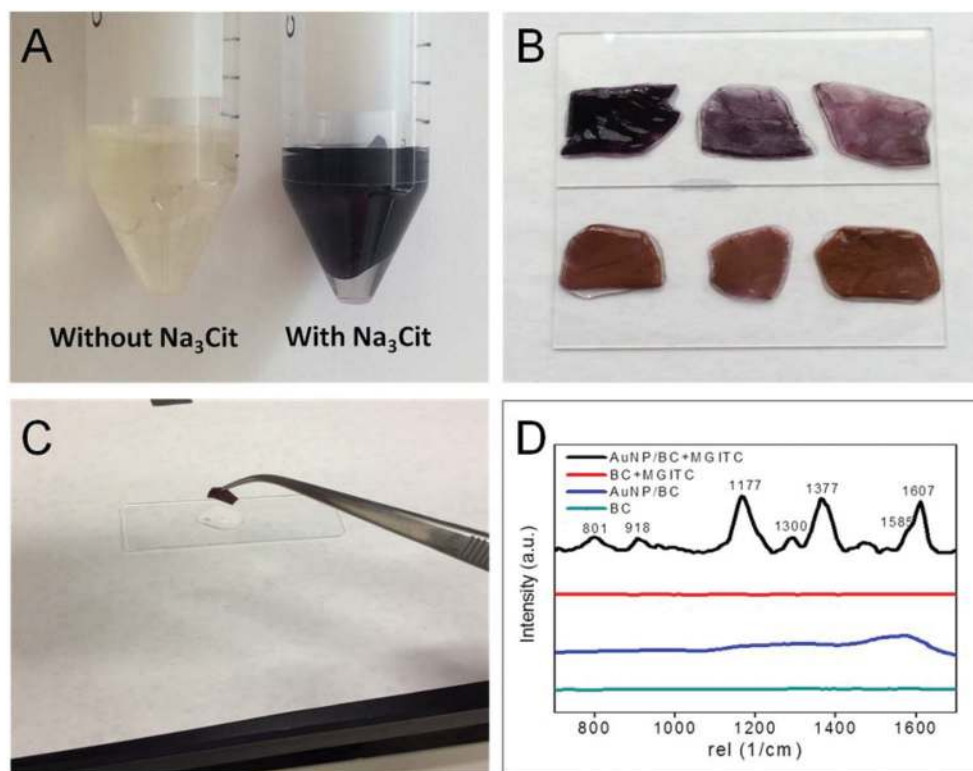 A
Without Na₃Cit
With Na₃Cit
B
C
D
AuNP/BC+MGITC
BC+MGITC
AuNP/BC
BC
801
918
1177
1300
1377
1585
1607
Intensity (a.u.)
800 1000 1200 1400 1600
rel (1/cm)